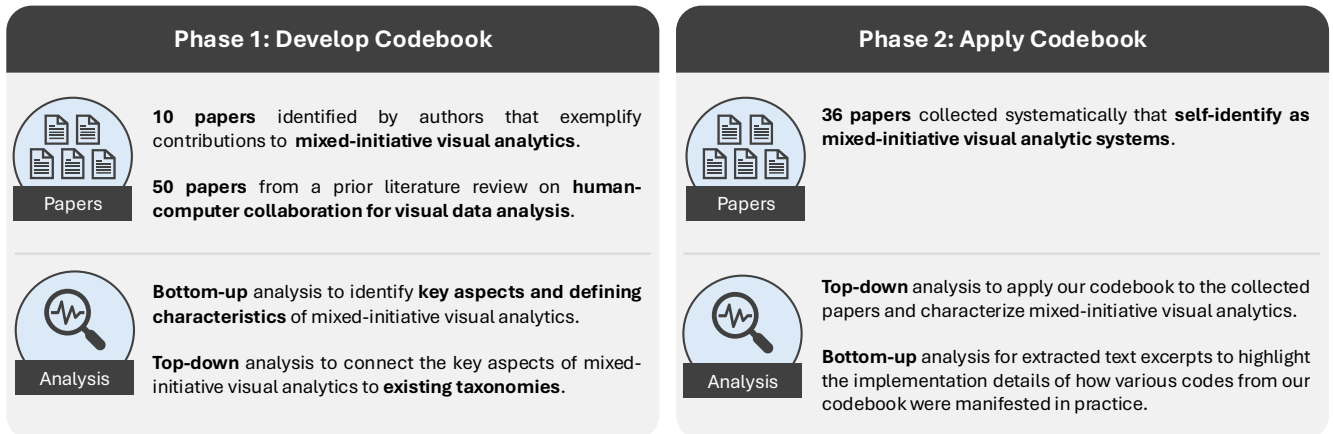 Phase 1: Develop Codebook
10 papers identified by authors that exemplify
contributions to mixed-initiative visual analytics.
50 papers from a prior literature review on human-
computer collaboration for visual data analysis.
Papers
Bottom-up analysis to identify key aspects and defining
characteristics of mixed-initiative visual analytics.
Top-down analysis to connect the key aspects of mixed-
initiative visual analytics to existing taxonomies.
Analysis
Phase 2: Apply Codebook
36 papers collected systematically that self-identify as
mixed-initiative visual analytic systems.
Papers
Top-down analysis to apply our codebook to the collected
papers and characterize mixed-initiative visual analytics.
Bottom-up analysis for extracted text excerpts to highlight
the implementation details of how various codes from our
codebook were manifested in practice.
Analysis